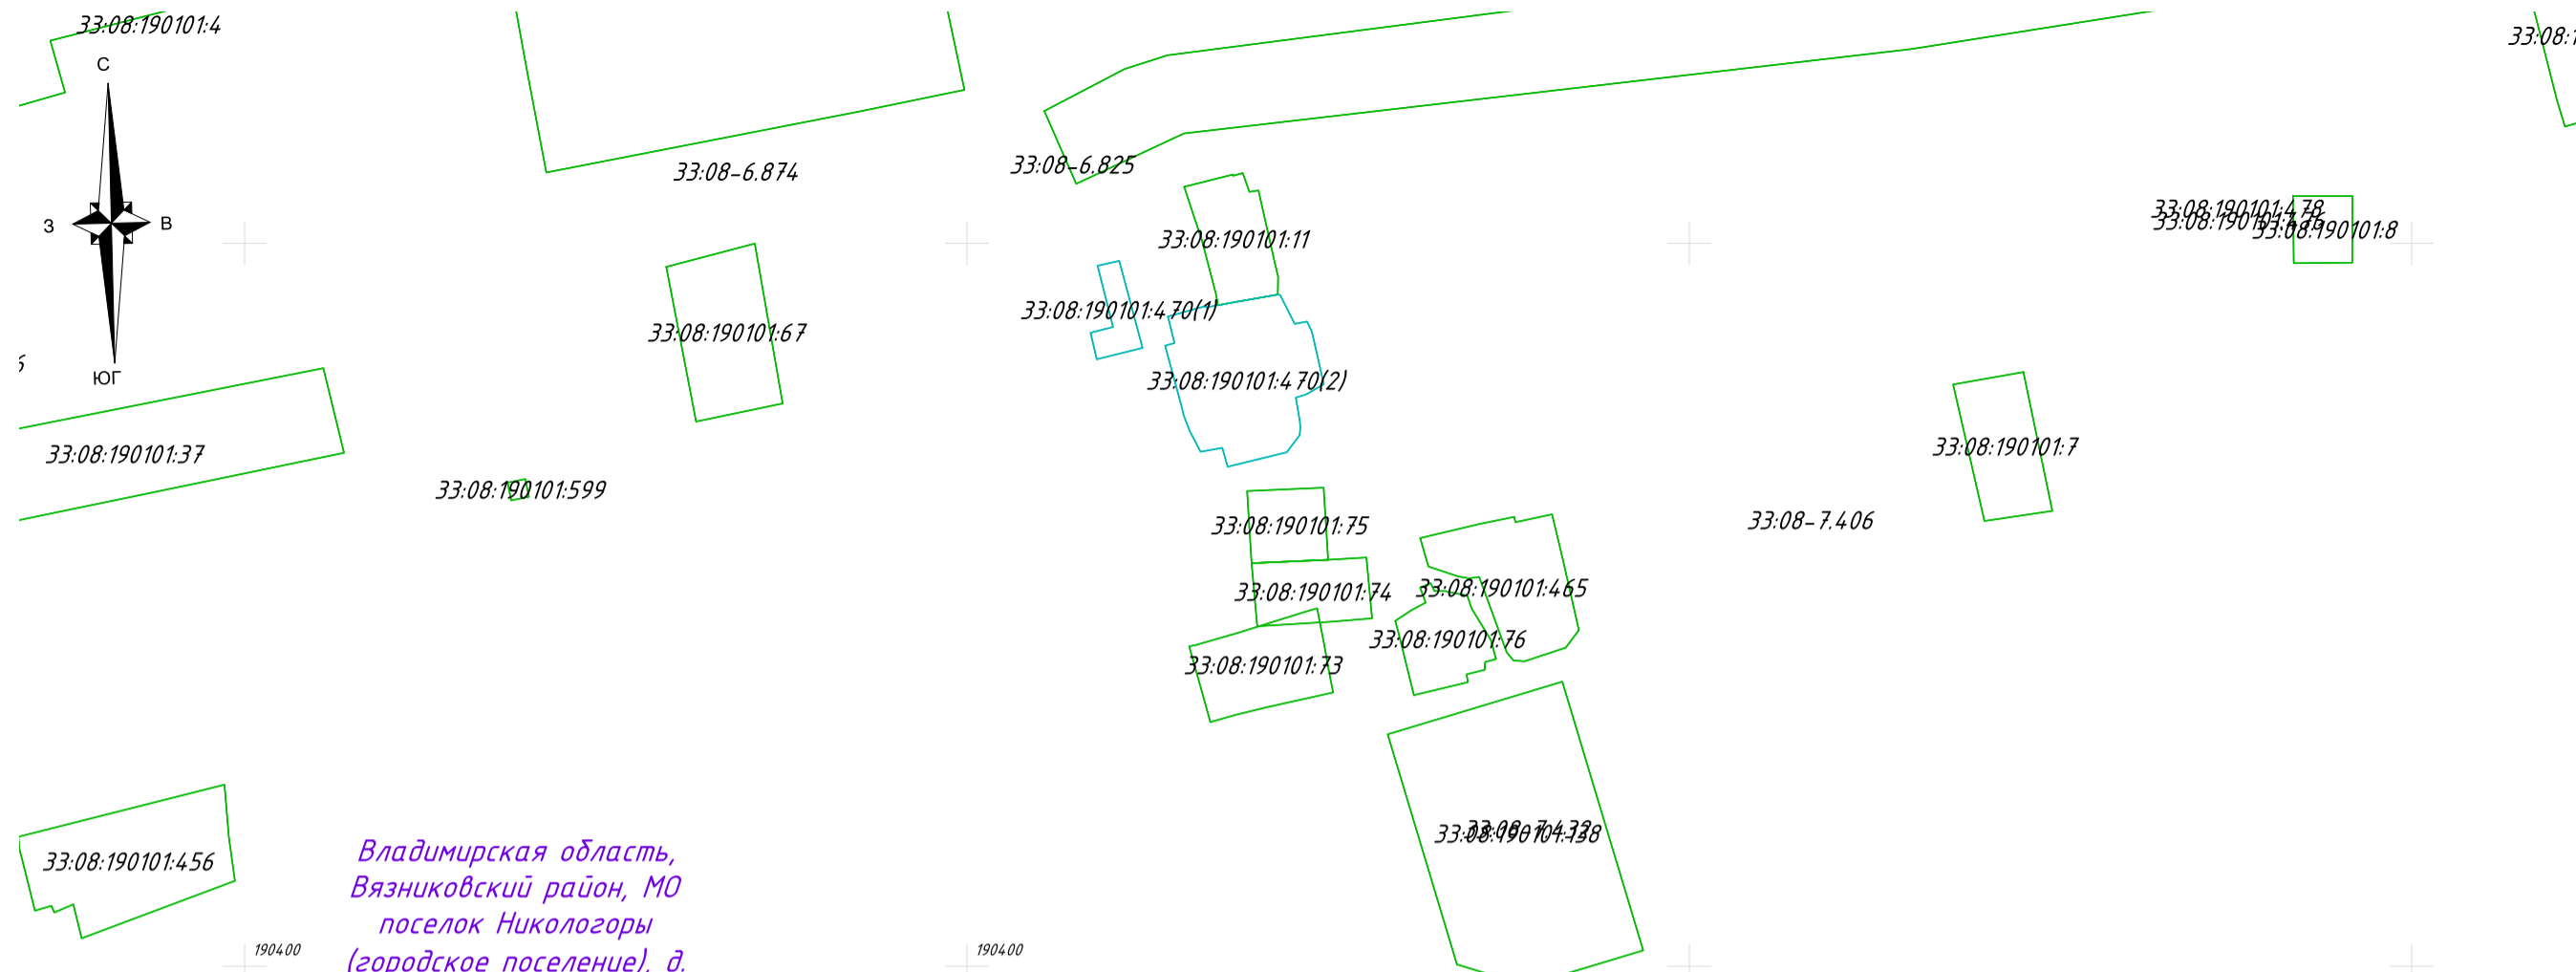 33:08:190101:4
С
З
В
ЮГ
33:08-6.874
33:08-6.825
33:08:190101:11
33:08:190101:478
33:08:190101:8
33:08:190101:470(1)
33:08:190101:67
33:08:190101:470(2)
33:08:190101:37
33:08:190101:7
33:08:190101:599
33:08-7.406
33:08:190101:75
33:08:190101:74
33:08:190101:465
33:08:190101:76
33:08:190101:73
33:08:190101:456
Владимирская область,
Вязниковский район, МО
поселок Никологоры
(городское поселение), д.
190400
190400